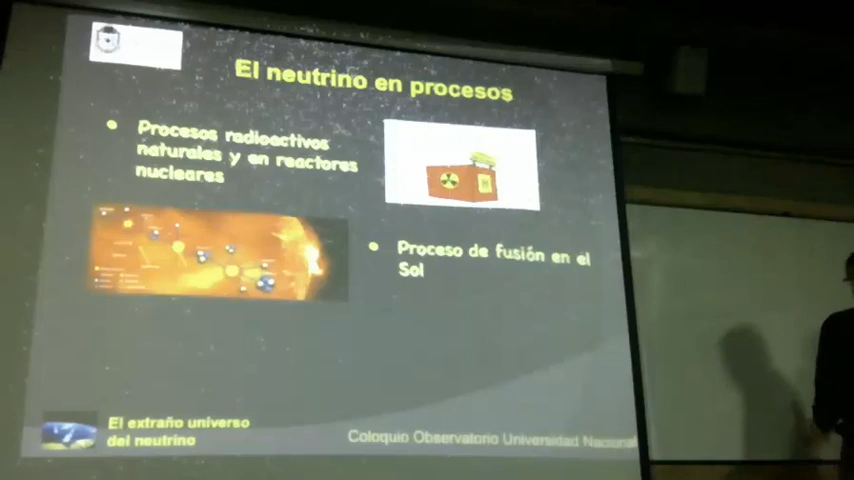 El neutrino en procesos
Procesos radioactivos
naturales y en reactores
nucleares
Proceso de fusión en el
Sol
El extraño universo
del neutrino
Coloquio Observatorio Universidad Nacional